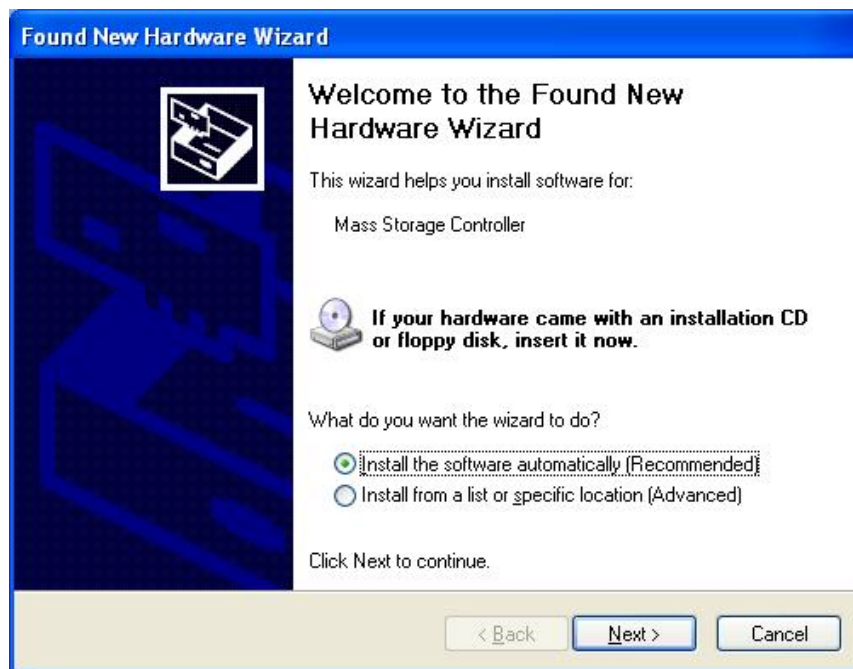 Found New Hardware Wizard
Welcome to the Found New
Hardware Wizard
This wizard helps you install software for:
Mass Storage Controller
If your hardware came with an installation CD
or floppy disk, insert it now.
What do you want the wizard to do?
Install the software automatically (Recommended)
Install from a list or specific location (Advanced)
Click Next to continue.
< Back Next > Cancel